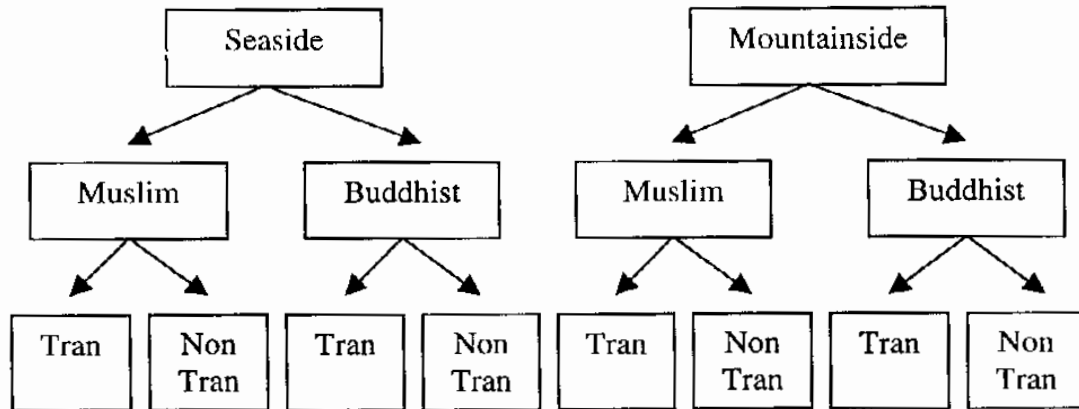 Seaside
Mountainside
Muslim
Buddhist
Muslim
Buddhist
Tran
Non
Tran
Tran
Non
Tran
Tran
Non
Tran
Tran
Non
Tran